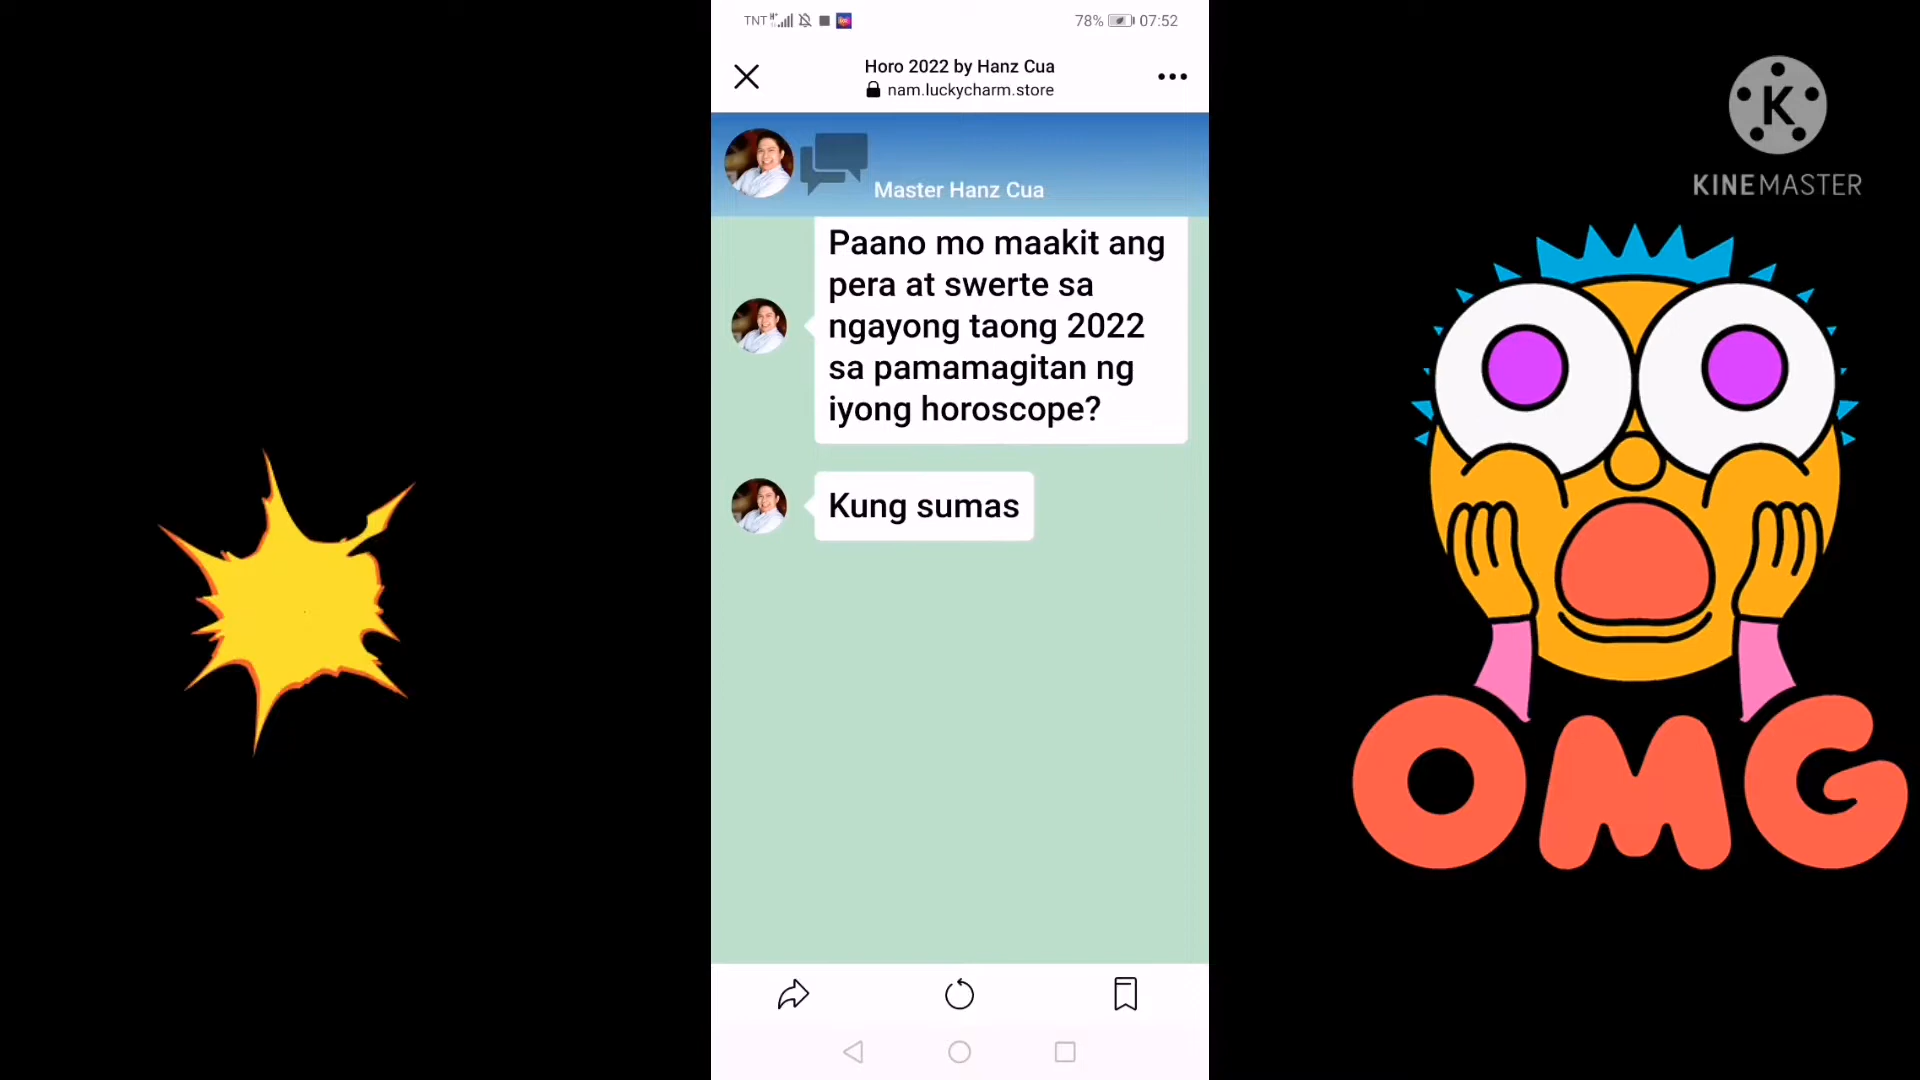 TNT
78% 07:52
Horo 2022 by Hanz Cua
nam.luckycharm.store
Master Hanz Cua
Paano mo maakit ang
pera at swerte sa
ngayong taong 2022
sa pamamagitan ng
iyong horoscope?
Kung sumas
K
KINEMASTER
OMG